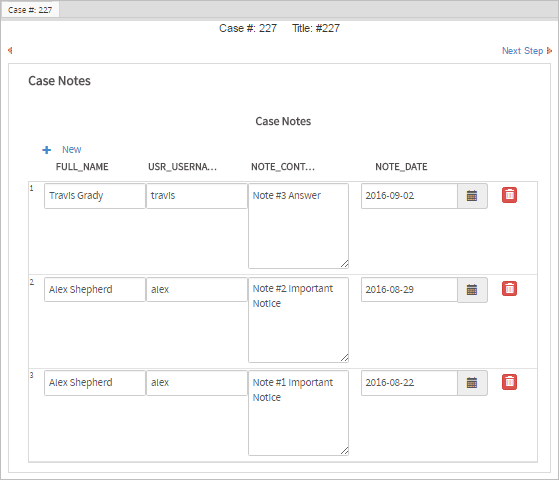 Case #: 227
Case #: 227 Title: #227
Next Step
Case Notes
Case Notes
New
FULL_NAME USR_USERNA... NOTE_CONT... NOTE_DATE
1 Travis Grady travis Note #3 Answer 2016-09-02
2 Alex Shepherd alex Note #2 Important 2016-08-29
Notice
3 Alex Shepherd alex Note #1 Important 2016-08-22
Notice